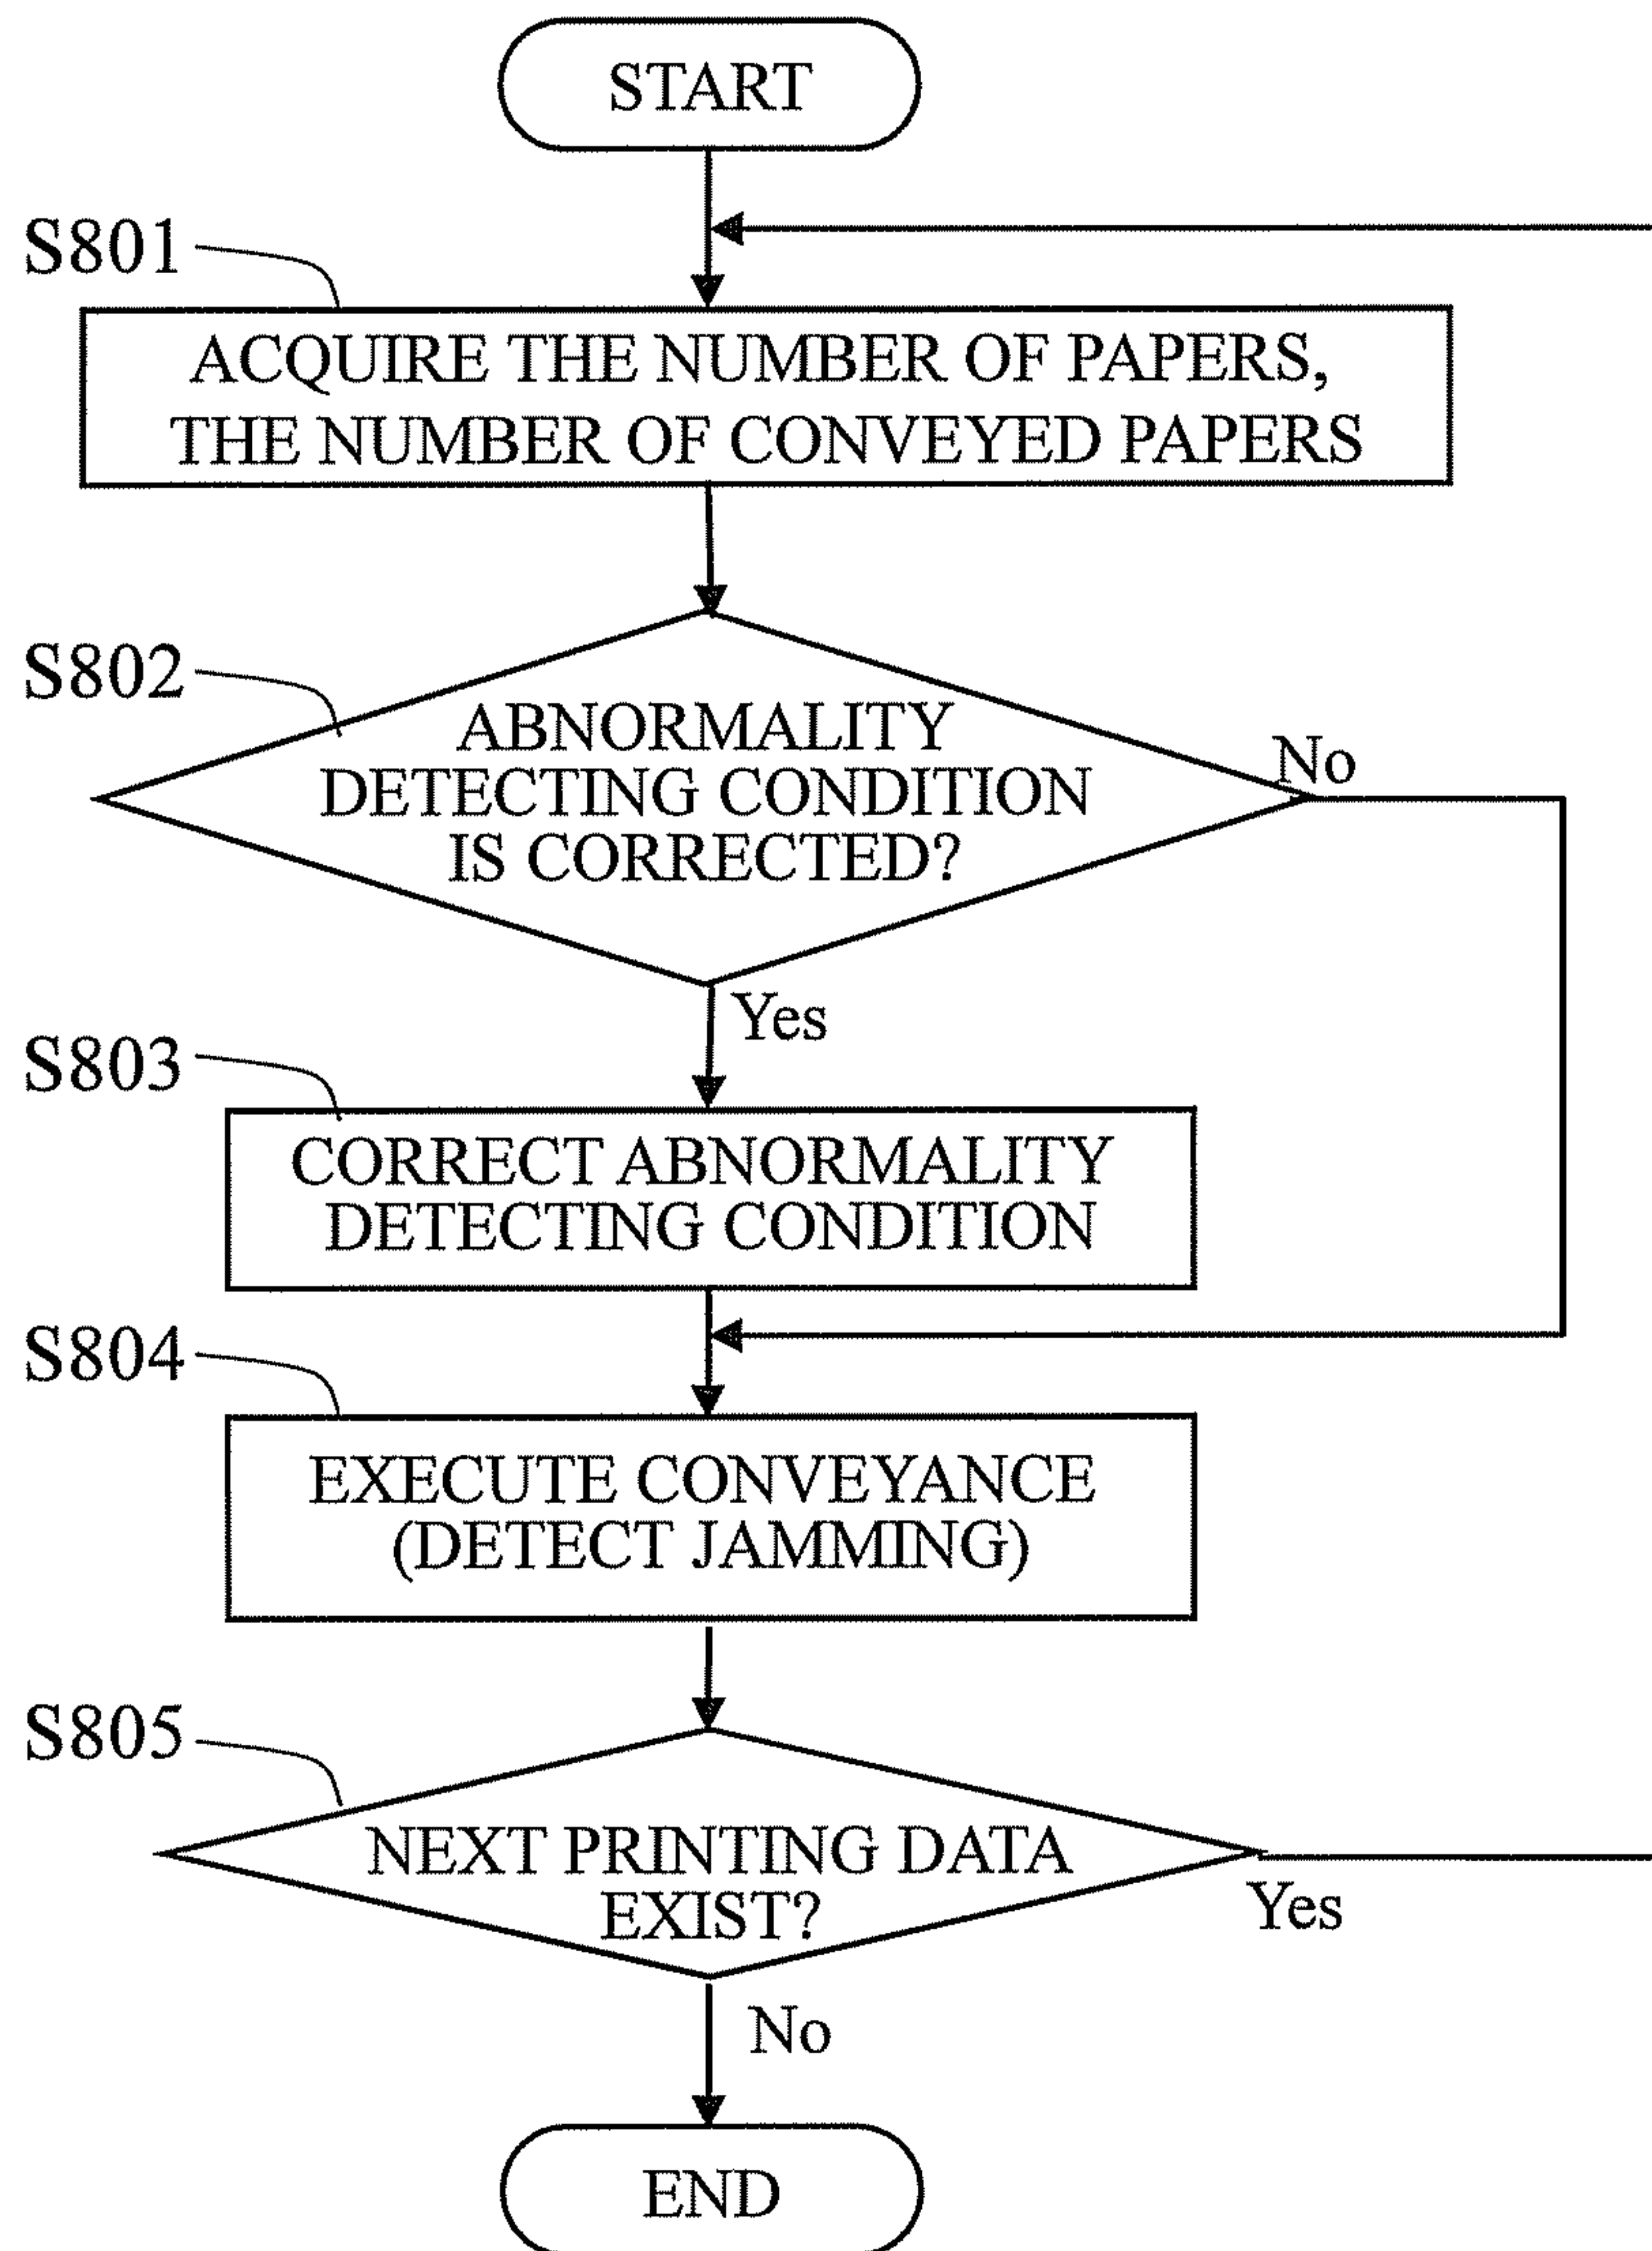 START
S801
ACQUIRE THE NUMBER OF PAPERS,
THE NUMBER OF CONVEYED PAPERS
S802
ABNORMALITY
DETECTING CONDITION
IS CORRECTED?
No
Yes
S803
CORRECT ABNORMALITY
DETECTING CONDITION
S804
EXECUTE CONVEYANCE
(DETECT JAMMING)
S805
NEXT PRINTING DATA
EXIST?
Yes
No
END